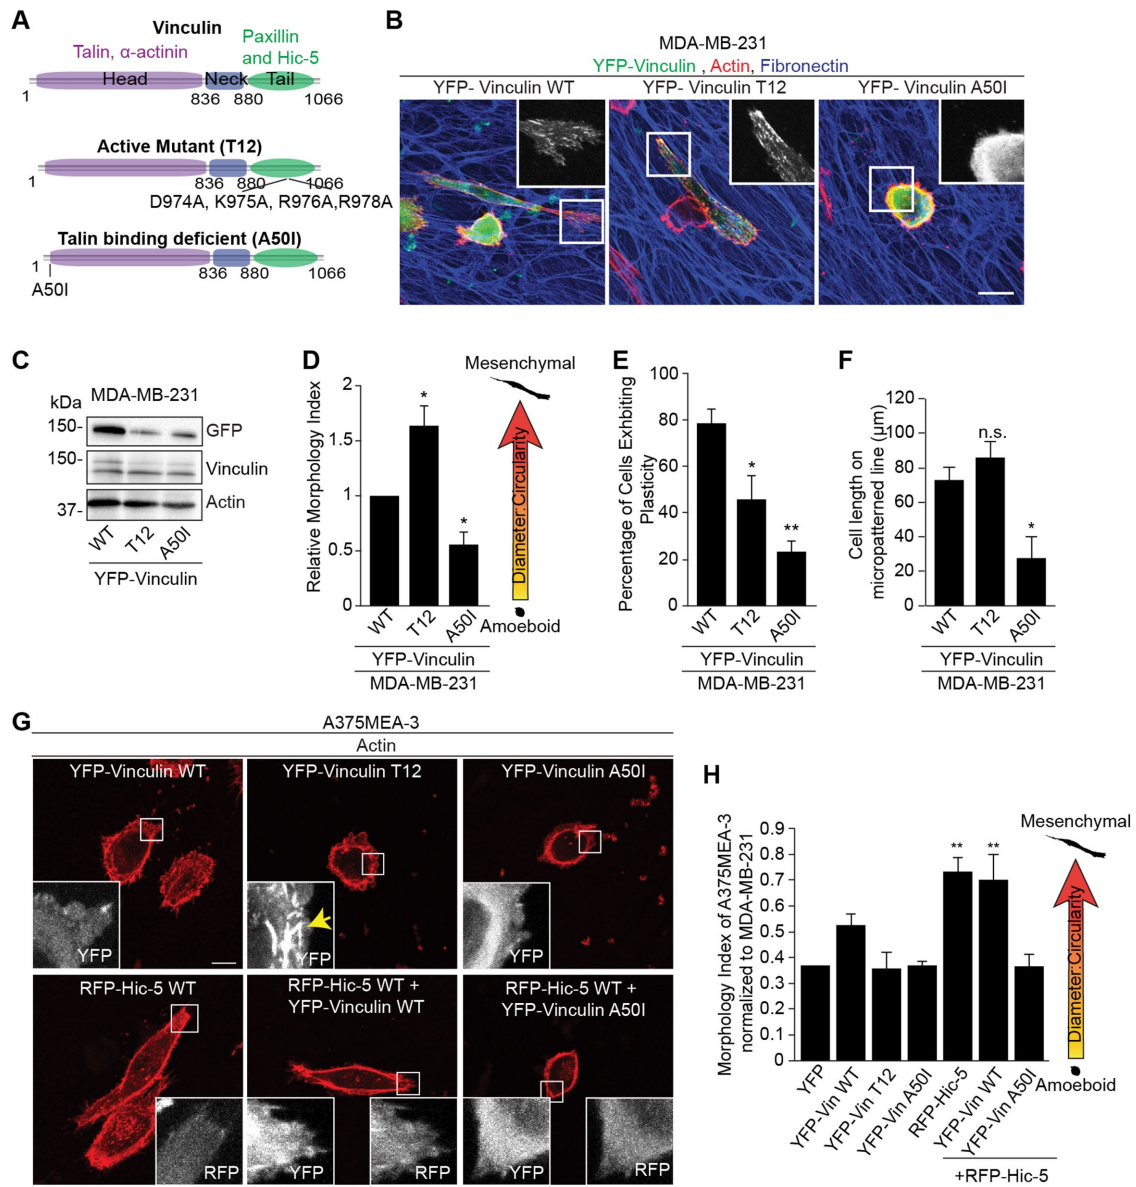 A
Vinculin
Talin, α-actinin
Paxillin
and Hic-5
Head
Neck
Tail
1
836
880
1066
Active Mutant (T12)
1
836
880
1066
D974A, K975A, R976A,R978A
Talin binding deficient (A50I)
1
836
880
1066
A50I
B
MDA-MB-231
YFP-Vinculin , Actin, Fibronectin
YFP- Vinculin WT
YFP- Vinculin T12
YFP- Vinculin A50I
C
MDA-MB-231
kDa
150-
GFP
150-
Vinculin
37-
Actin
WT
T12
A50I
YFP-Vinculin
D
Relative Morphology Index
2
1.5
1
0.5
0
*
*
WT
T12
A50I
YFP-Vinculin
MDA-MB-231
Mesenchymal
Diameter:Circularity
Amoeboid
E
Percentage of Cells Exhbiting
Plasticity
100
80
60
40
20
0
*
**
WT
T12
A50I
YFP-Vinculin
MDA-MB-231
F
Cell length on
micropatterned line (μm)
120
100
80
60
40
20
0
n.s.
*
WT
T12
A50I
YFP-Vinculin
MDA-MB-231
G
A375MEA-3
Actin
YFP-Vinculin WT
YFP
YFP-Vinculin T12
YFP
YFP-Vinculin A50I
YFP
RFP-Hic-5 WT
RFP
RFP-Hic-5 WT +
YFP-Vinculin WT
YFP
RFP
RFP-Hic-5 WT +
YFP-Vinculin A50I
YFP
RFP
H
Morphology Index of A375MEA-3
normalized to MDA-MB-231
0.9
0.8
0.7
0.6
0.5
0.4
0.3
0.2
0.1
0
**
**
YFP
YFP-Vin WT
YFP-Vin T12
YFP-Vin A50I
RFP-Hic-5
YFP-Vin WT
YFP-Vin A50I
+RFP-Hic-5
Mesenchymal
Diameter:Circularity
Amoeboid